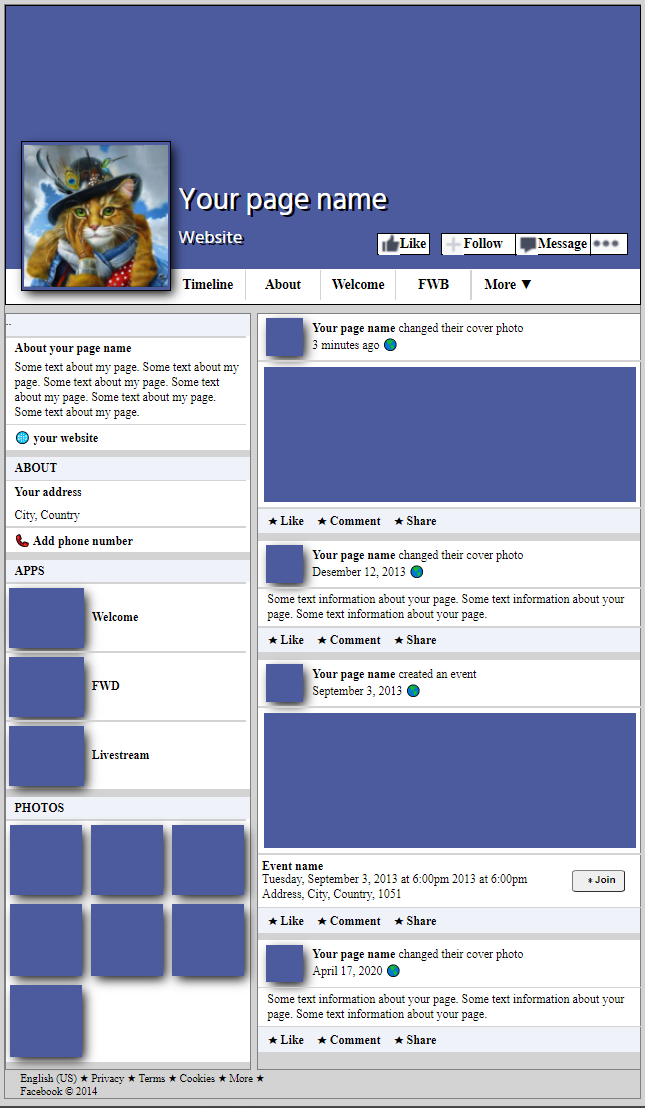 Your page name
Website
Like
Follow
Message
Timeline
About
Welcome
FWB
More ▼
..
About your page name
Some text about my page. Some text about my
page. Some text about my page. Some text
about my page. Some text about my page.
Some text about my page.
your website
ABOUT
Your address
City, Country
Add phone number
APPS
Welcome
FWD
Livestream
PHOTOS
Your page name changed their cover photo
3 minutes ago
★ Like ★ Comment ★ Share
Your page name changed their cover photo
Desember 12, 2013
Some text information about your page. Some text information about your
page. Some text information about your page.
★ Like ★ Comment ★ Share
Your page name created an event
September 3, 2013
Event name
Tuesday, September 3, 2013 at 6:00pm 2013 at 6:00pm
Address, City, Country, 1051
* Join
★ Like ★ Comment ★ Share
Your page name changed their cover photo
April 17, 2020
Some text information about your page. Some text information about your
page. Some text information about your page.
★ Like ★ Comment ★ Share
English (US) ★ Privacy ★ Terms ★ Cookies ★ More ★
Facebook © 2014